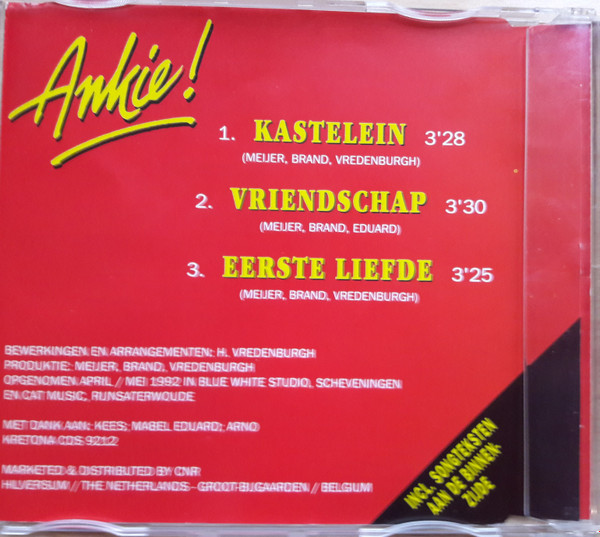 Ankie!
1. KASTELEIN 3'28
(MEIJER, BRAND, VREDENBURGH)
2. VRIENDSCHAP 3'30
(MEIJER, BRAND, EDUARD)
3. EERSTE LIEFDE 3'25
(MEIJER, BRAND, VREDENBURGH)
BEWERKINGEN EN ARRANGEMENTEN: H. VREDENBURGH
PRODUKTIE: MEIJER, BRAND, VREDENBURGH
OPGENOMEN APRIL // MEI 1992 IN BLUE WHITE STUDIO, SCHEVENINGEN
EN CAT MUSIC, RIJNSATERWOUDE
MET DANK AAN: KEES; MABEL EDUARD; ARNO
KRETONA CDS 9212
MARKETED & DISTRIBUTED BY CNR
HILVERSUM // THE NETHERLANDS - GROOT-BIJGAARDEN // BELGIUM
INCL. SONGTEKSTEN
AAN DE BINNEN-
ZIJDE